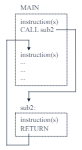 MAIN
instruction(s)
CALL sub2
instruction(s)
...
...
...
sub2:
instruction(s)
RETURN